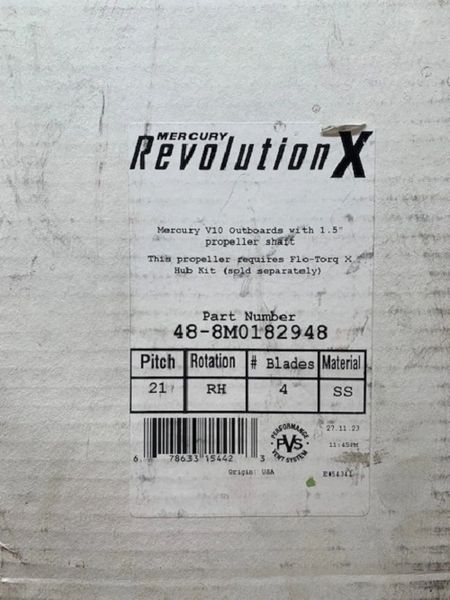 MERCURY
Revolution X
Mercury V10 Outboards with 1.5"
propeller shaft
This propeller requires Flo-Torq X
Hub Kit (sold separately)
Part Number
48-8M0182948
Pitch Rotation # Blades Material
21 RH 4 SS
PERFORMANCE
PVS
VENT SYSTEM
27.11.23
11:45PM
6 78633 15442 3
Origin: USA